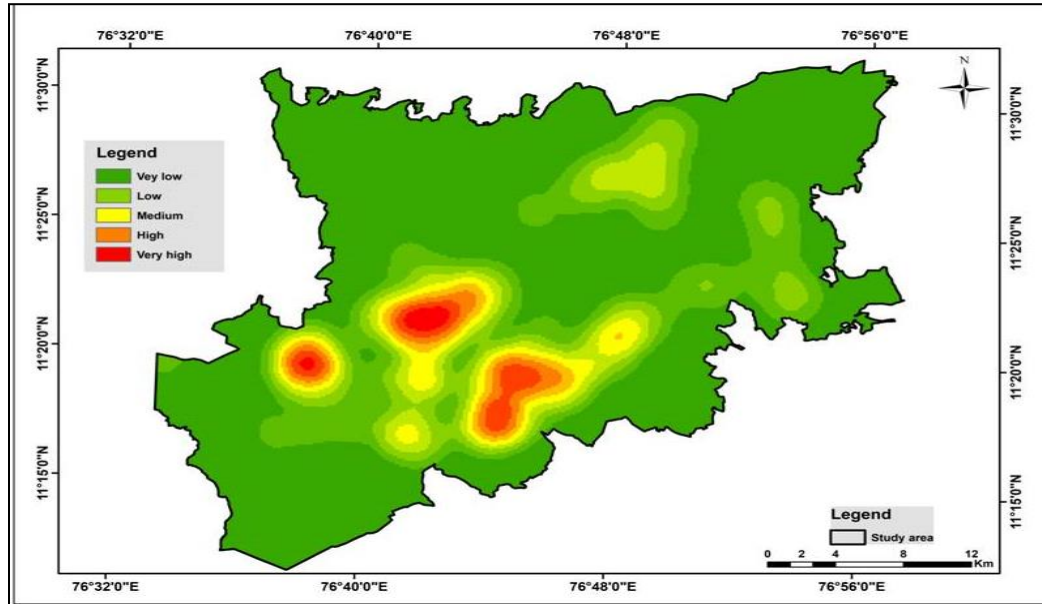 76°32'0"E 76°40'0"E 76°48'0"E 76°56'0"E
N
11°30'0"N
11°30'0"N
Legend
Vey low
Low
Medium
High
Very high
11°25'0"N
11°25'0"N
11°20'0"N
11°20'0"N
11°15'0"N
11°15'0"N
Legend
Study area
0 2 4 8 12
Km
76°32'0"E 76°40'0"E 76°48'0"E 76°56'0"E